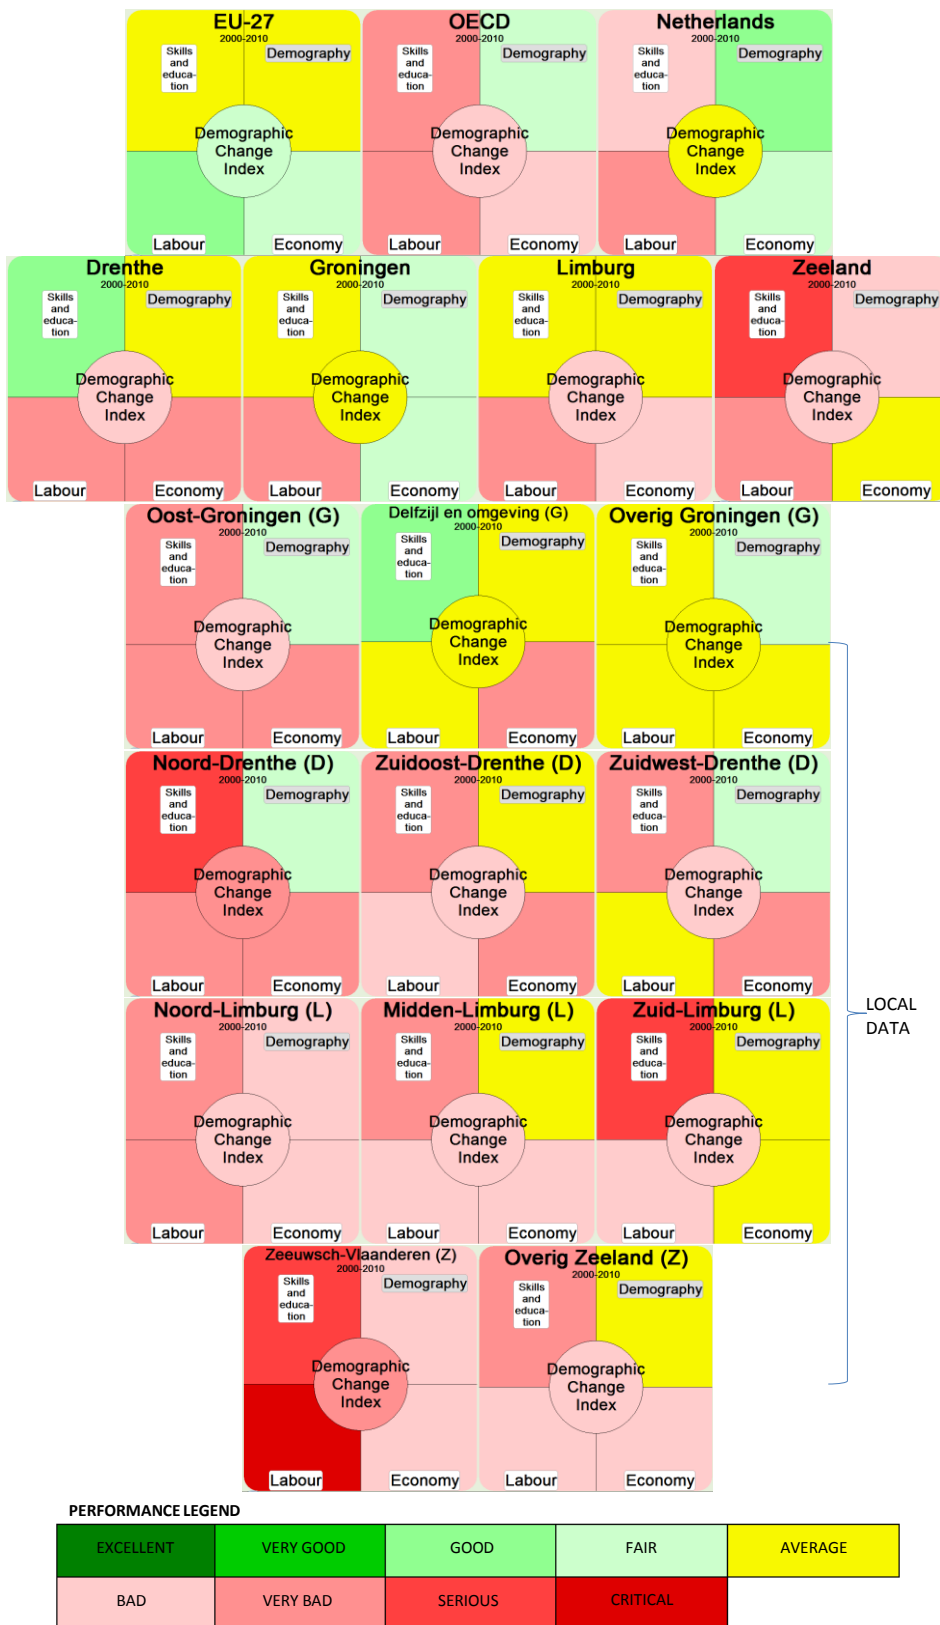 EU-27
2000-2010
Skills
and
educa-
tion
Demography
Demographic
Change
Index
Labour
Economy
OECD
2000-2010
Skills
and
educa-
tion
Demography
Demographic
Change
Index
Labour
Economy
Netherlands
2000-2010
Skills
and
educa-
tion
Demography
Demographic
Change
Index
Labour
Economy
Drenthe
2000-2010
Skills
and
educa-
tion
Demography
Demographic
Change
Index
Labour
Economy
Groningen
2000-2010
Skills
and
educa-
tion
Demography
Demographic
Change
Index
Labour
Economy
Limburg
2000-2010
Skills
and
educa-
tion
Demography
Demographic
Change
Index
Labour
Economy
Zeeland
2000-2010
Skills
and
educa-
tion
Demography
Demographic
Change
Index
Labour
Economy
Oost-Groningen (G)
2000-2010
Skills
and
educa-
tion
Demography
Demographic
Change
Index
Labour
Economy
Delfzijl en omgeving (G)
2000-2010
Skills
and
educa-
tion
Demography
Demographic
Change
Index
Labour
Economy
Overig Groningen (G)
2000-2010
Skills
and
educa-
tion
Demography
Demographic
Change
Index
Labour
Economy
Noord-Drenthe (D)
2000-2010
Skills
and
educa-
tion
Demography
Demographic
Change
Index
Labour
Economy
Zuidoost-Drenthe (D)
2000-2010
Skills
and
educa-
tion
Demography
Demographic
Change
Index
Labour
Economy
Zuidwest-Drenthe (D)
2000-2010
Skills
and
educa-
tion
Demography
Demographic
Change
Index
Labour
Economy
Noord-Limburg (L)
2000-2010
Skills
and
educa-
tion
Demography
Demographic
Change
Index
Labour
Economy
Midden-Limburg (L)
2000-2010
Skills
and
educa-
tion
Demography
Demographic
Change
Index
Labour
Economy
Zuid-Limburg (L)
2000-2010
Skills
and
educa-
tion
Demography
Demographic
Change
Index
Labour
Economy
LOCAL
DATA
Zeeuwsch-Vlaanderen (Z)
2000-2010
Skills
and
educa-
tion
Demography
Demographic
Change
Index
Labour
Economy
Overig Zeeland (Z)
2000-2010
Skills
and
educa-
tion
Demography
Demographic
Change
Index
Labour
Economy
PERFORMANCE LEGEND
EXCELLENT
VERY GOOD
GOOD
FAIR
AVERAGE
BAD
VERY BAD
SERIOUS
CRITICAL